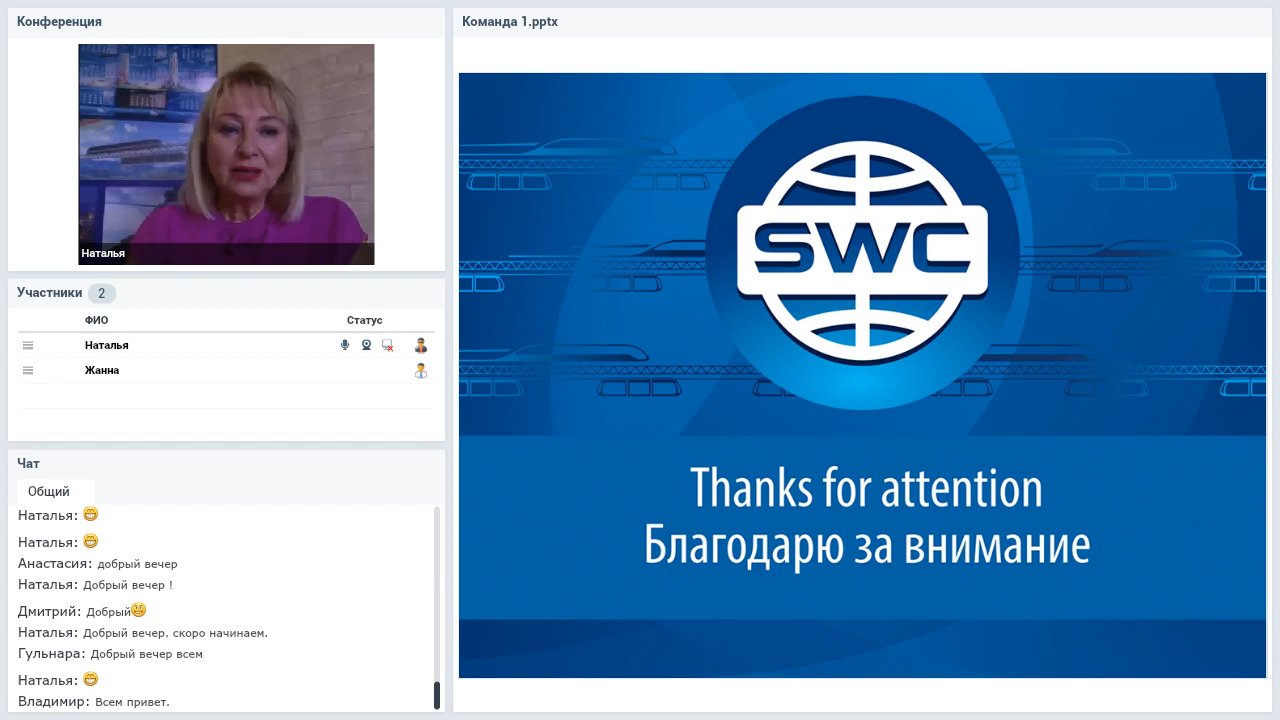 Конференция
Наталья
Участники 2
ФИО Статус
Наталья
Жанна
Чат
Общий
Наталья:
Наталья:
Анастасия: добрый вечер
Наталья: Добрый вечер !
Дмитрий: Добрый
Наталья: Добрый вечер. скоро начинаем.
Гульнара: Добрый вечер всем
Наталья:
Владимир: Всем привет.
Команда 1.pptx
SWC
Thanks for attention
Благодарю за внимание